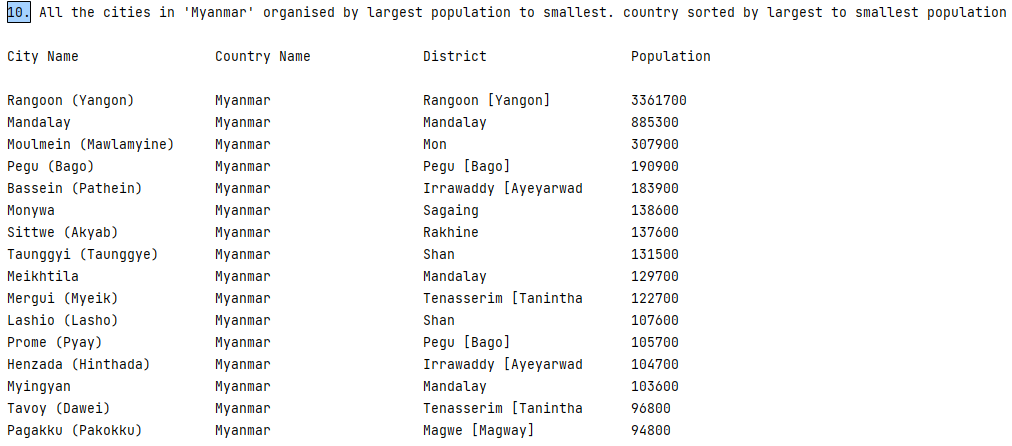 10. All the cities in 'Myanmar' organised by largest population to smallest. country sorted by largest to smallest population
City Name Country Name District Population
Rangoon (Yangon) Myanmar Rangoon [Yangon] 3361700
Mandalay Myanmar Mandalay 885300
Moulmein (Mawlamyine) Myanmar Mon 307900
Pegu (Bago) Myanmar Pegu [Bago] 190900
Bassein (Pathein) Myanmar Irrawaddy [Ayeyarwad 183900
Monywa Myanmar Sagaing 138600
Sittwe (Akyab) Myanmar Rakhine 137600
Taunggyi (Taunggye) Myanmar Shan 131500
Meikhtila Myanmar Mandalay 129700
Mergui (Myeik) Myanmar Tenasserim [Tanintha 122700
Lashio (Lasho) Myanmar Shan 107600
Prome (Pyay) Myanmar Pegu [Bago] 105700
Henzada (Hinthada) Myanmar Irrawaddy [Ayeyarwad 104700
Myingyan Myanmar Mandalay 103600
Tavoy (Dawei) Myanmar Tenasserim [Tanintha 96800
Pagakku (Pakokku) Myanmar Magwe [Magway] 94800